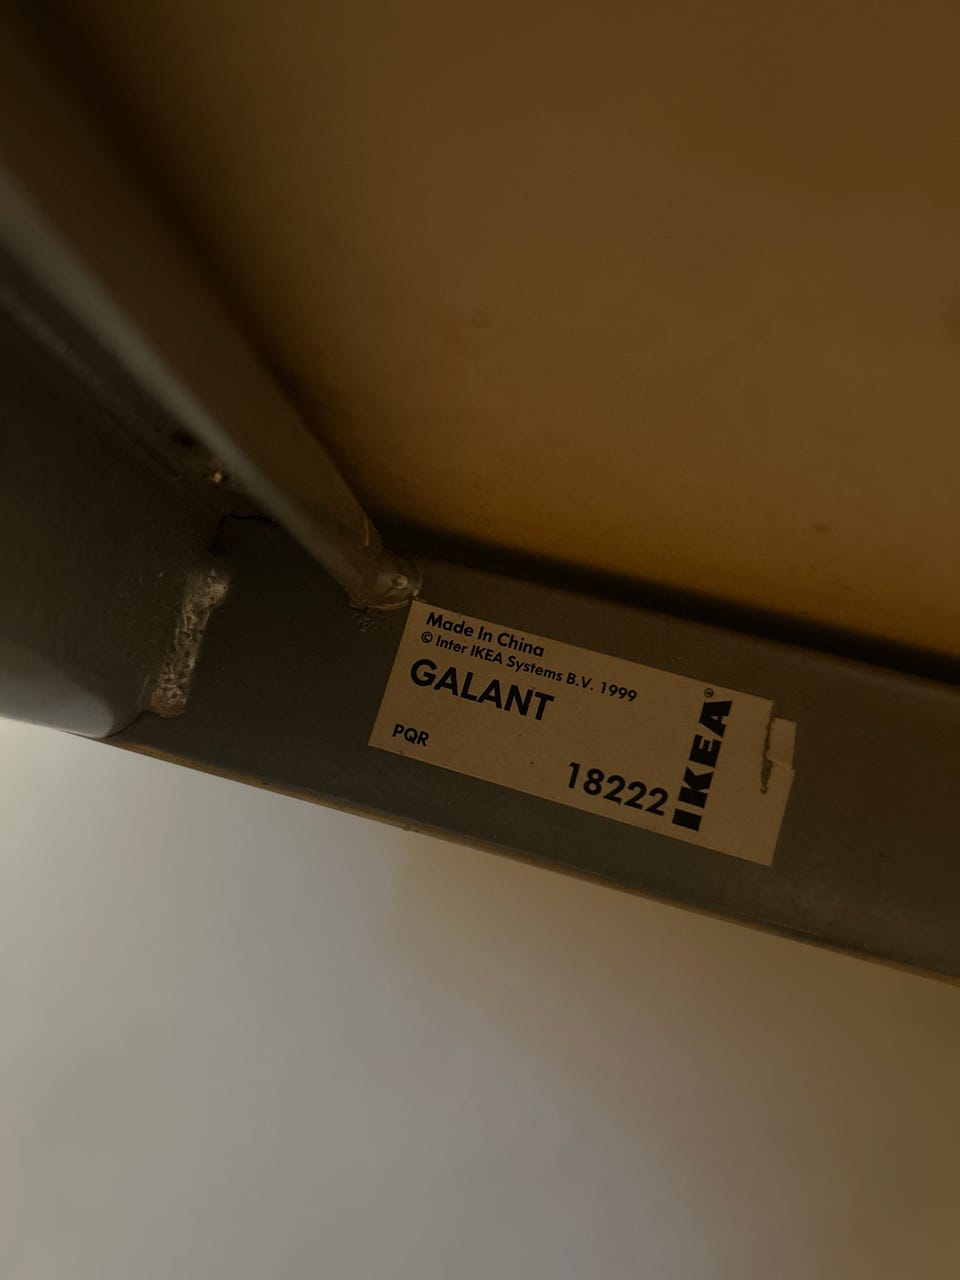 Made In China
© Inter IKEA Systems B.V. 1999
GALANT
PQR
18222
IKEA®